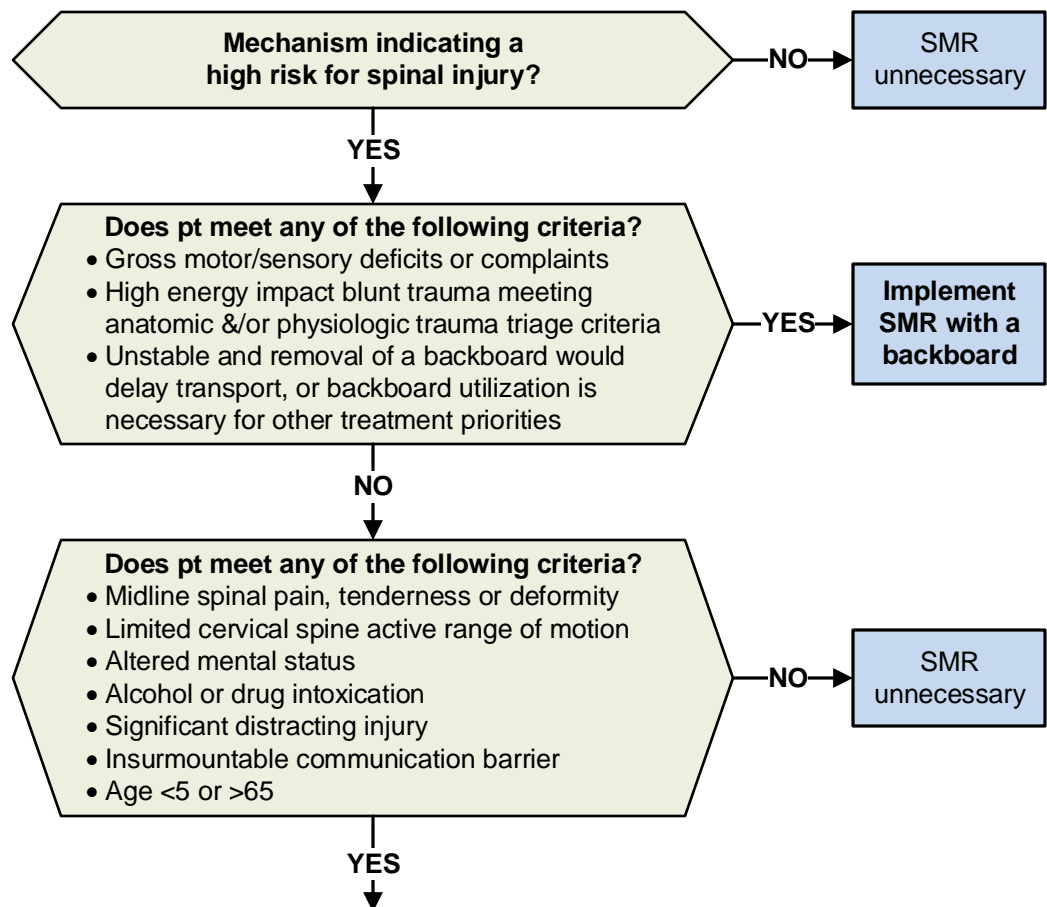 Mechanism indicating a
high risk for spinal injury?
NO
SMR
unnecessary
YES
Does pt meet any of the following criteria?
• Gross motor/sensory deficits or complaints
• High energy impact blunt trauma meeting
anatomic &/or physiologic trauma triage criteria
• Unstable and removal of a backboard would
delay transport, or backboard utilization is
necessary for other treatment priorities
YES
Implement
SMR with a
backboard
NO
Does pt meet any of the following criteria?
• Midline spinal pain, tenderness or deformity
• Limited cervical spine active range of motion
• Altered mental status
• Alcohol or drug intoxication
• Significant distracting injury
• Insurmountable communication barrier
• Age <5 or >65
NO
SMR
unnecessary
YES